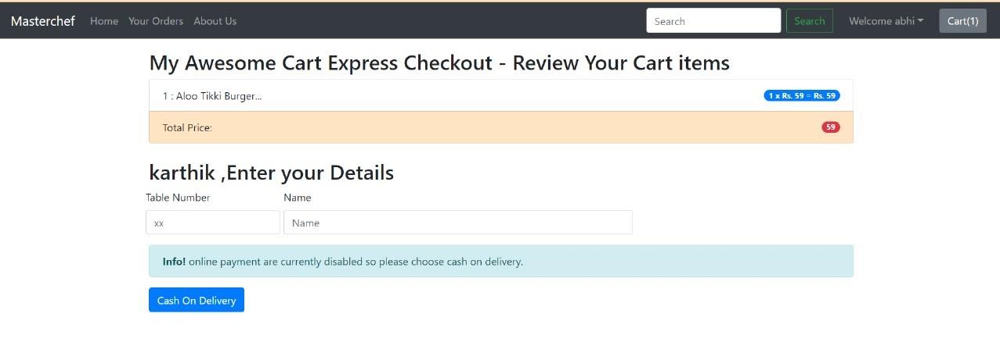 Masterchef Home Your Orders About Us Search Search Welcome abhi Cart(1)
My Awesome Cart Express Checkout - Review Your Cart items
1 : Aloo Tikki Burger... 1 x Rs. 59 = Rs. 59
Total Price: 59
karthik ,Enter your Details
Table Number Name
xx Name
Info! online payment are currently disabled so please choose cash on delivery.
Cash On Delivery